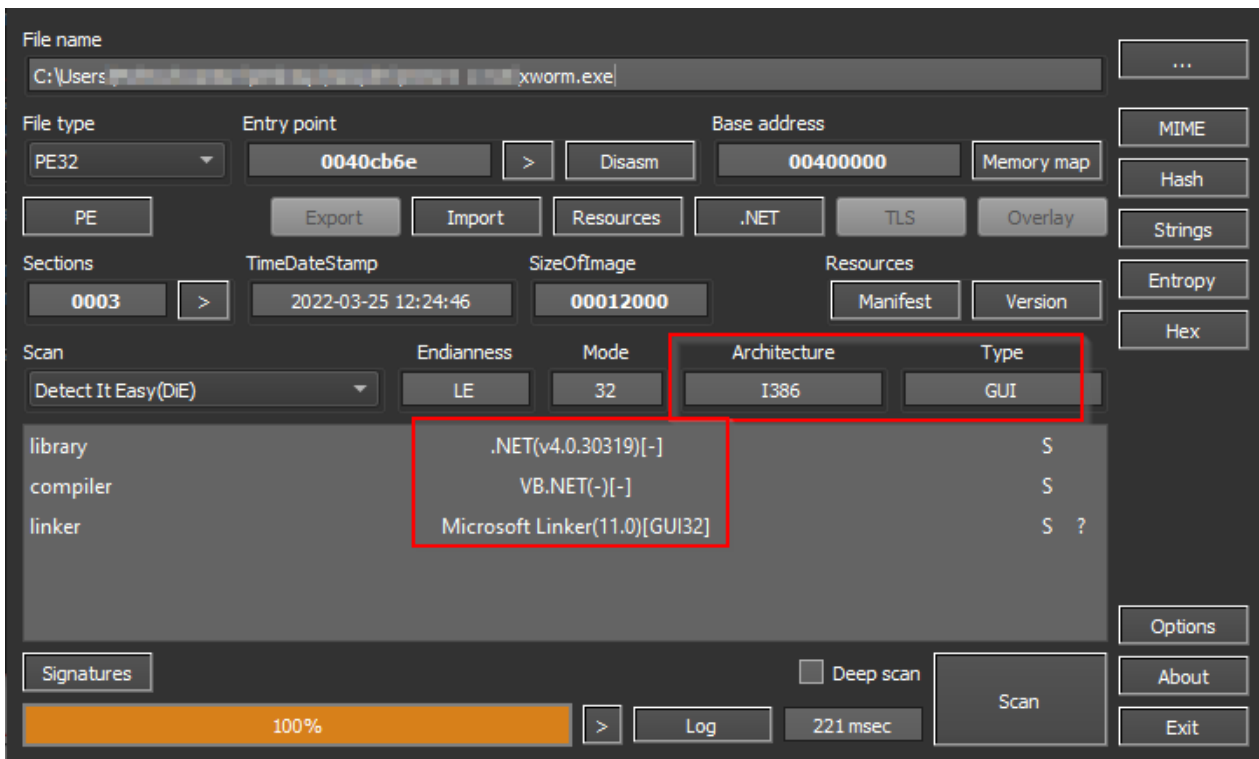 File name
C:\Users xworm.exe ...
File type Entry point Base address
PE32 0040cb6e > Disasm 00400000 Memory map MIME
Hash
PE Export Import Resources .NET TLS Overlay Strings
Sections TimeDateStamp SizeOfImage Resources
0003 > 2022-03-25 12:24:46 00012000 Manifest Version Entropy
Hex
Scan Endianness Mode Architecture Type
Detect It Easy(DiE) LE 32 I386 GUI
library .NET(v4.0.30319)[-] S
compiler VB.NET(-)[-] S
linker Microsoft Linker(11.0)[GUI32] S ?
Options
Signatures Deep scan Scan About
100% > Log 221 msec Exit